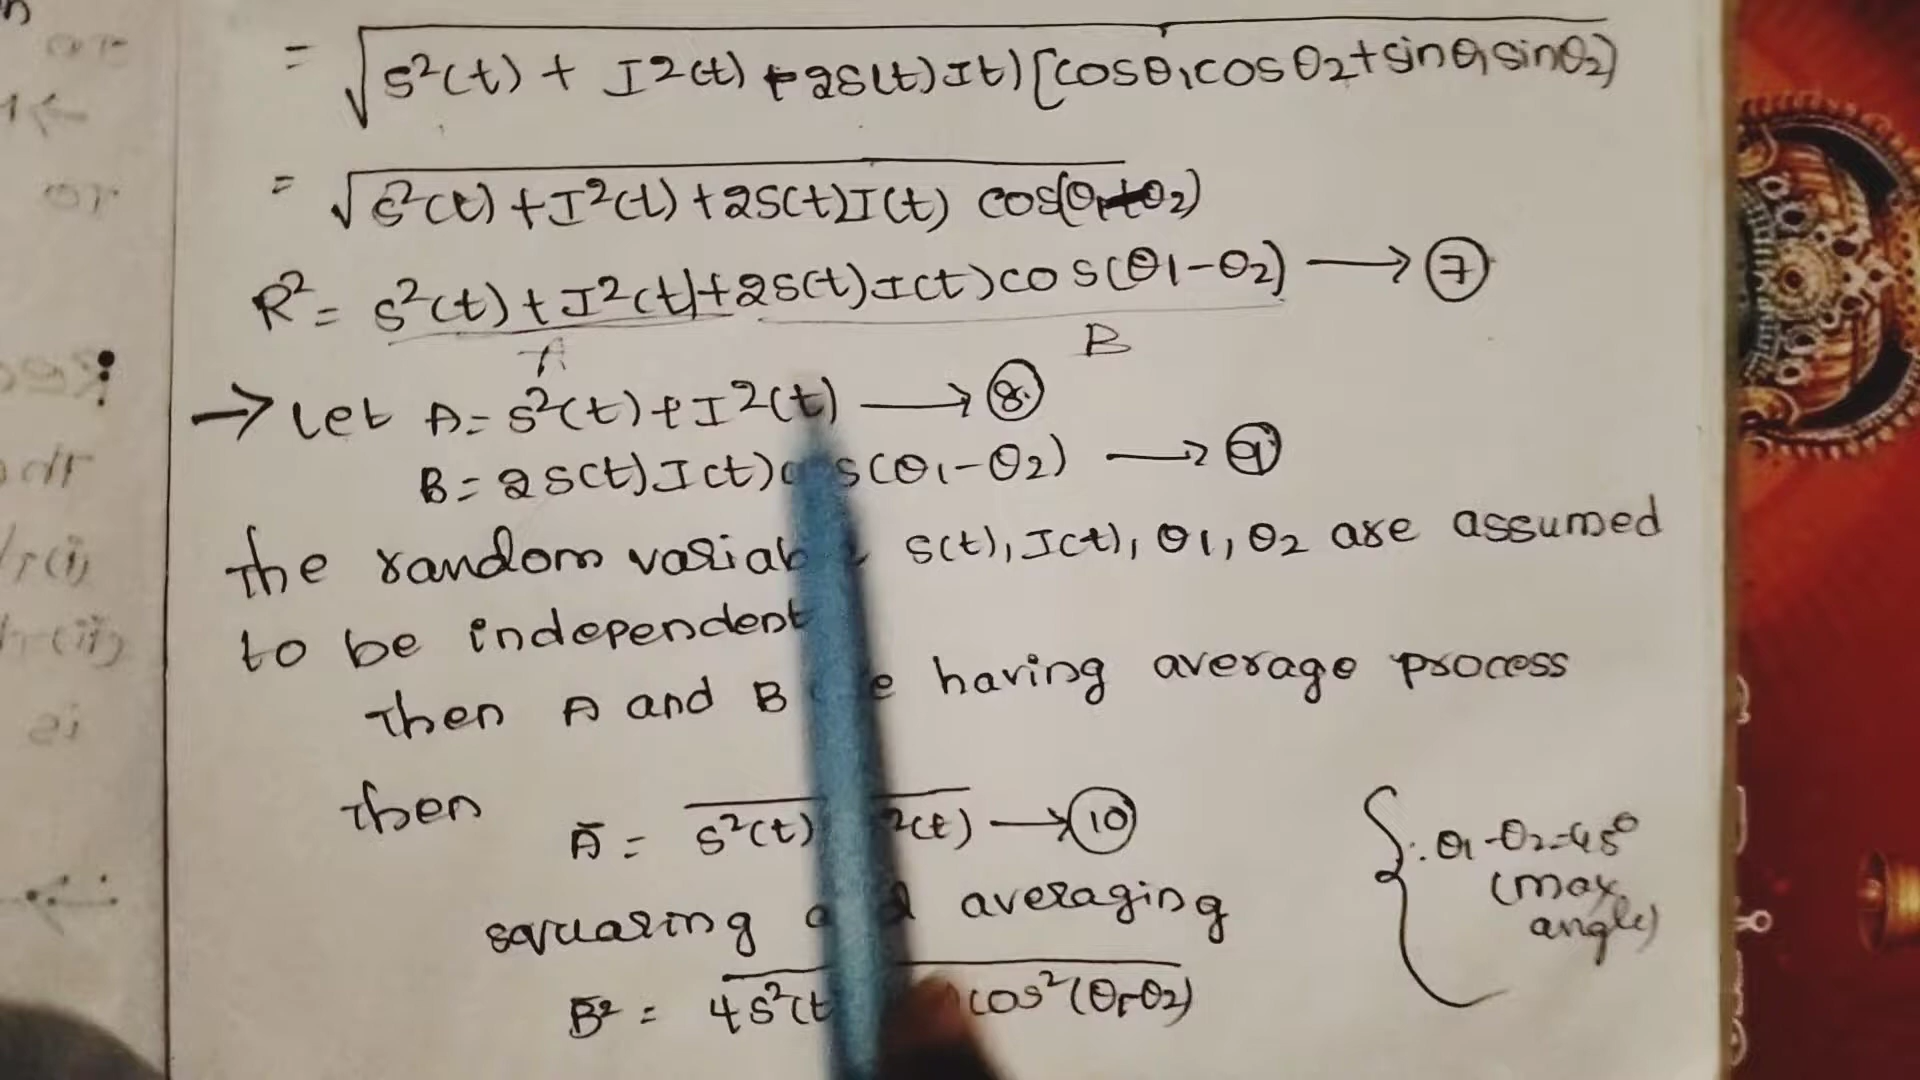 = √s²(t) + I²(t) + 2s(t)I(t) [cosθ₁cosθ2+sinθ₁sinθ2)
= √s²(t) + I²(t) + 2s(t)I(t) cos(θ₁+θ2)
R² = s²(t) + I²(t) + 2s(t)I(t)cos(θ1-θ2) → 7
A B
→ Let A = s²(t) + I²(t) → 8
B = 2s(t)I(t)cos(θ1-θ2) → 9
the random variab s(t), I(t), θ1, θ2 are assumed
to be independent
then A and B having average process
then Ā = s²(t) ²(t) → 10
squaring averaging
B̄² = 4s²(t cos²(θ1-θ2)
{∴ θ1-θ2=45°
(max
angle)